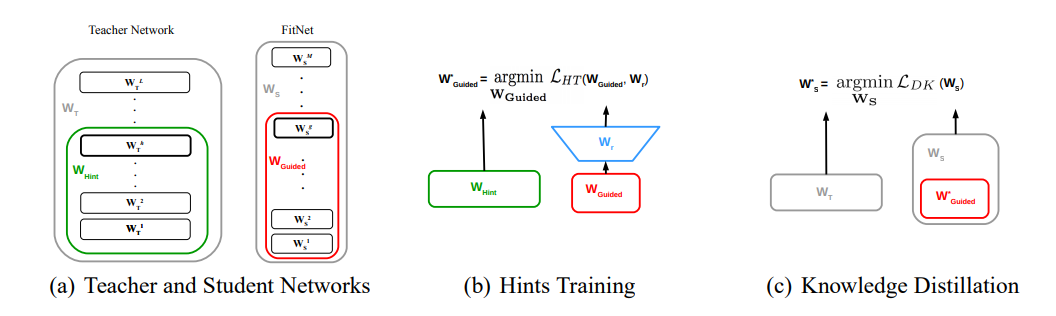 Teacher Network
W_T^L
W_T
W_T^h
W_Hint
W_T^2
W_T^1
FitNet
W_S^M
W_S
W_S^g
W_Guided
W_S^2
W_S^1
(a) Teacher and Student Networks
W*_Guided = argmin L_HT(W_Guided, W_r)
W_Guided
W_r
W_Hint
W_Guided
(b) Hints Training
W*_S = argmin L_DK (W_S)
W_S
W_T
W_S
W*_Guided
(c) Knowledge Distillation